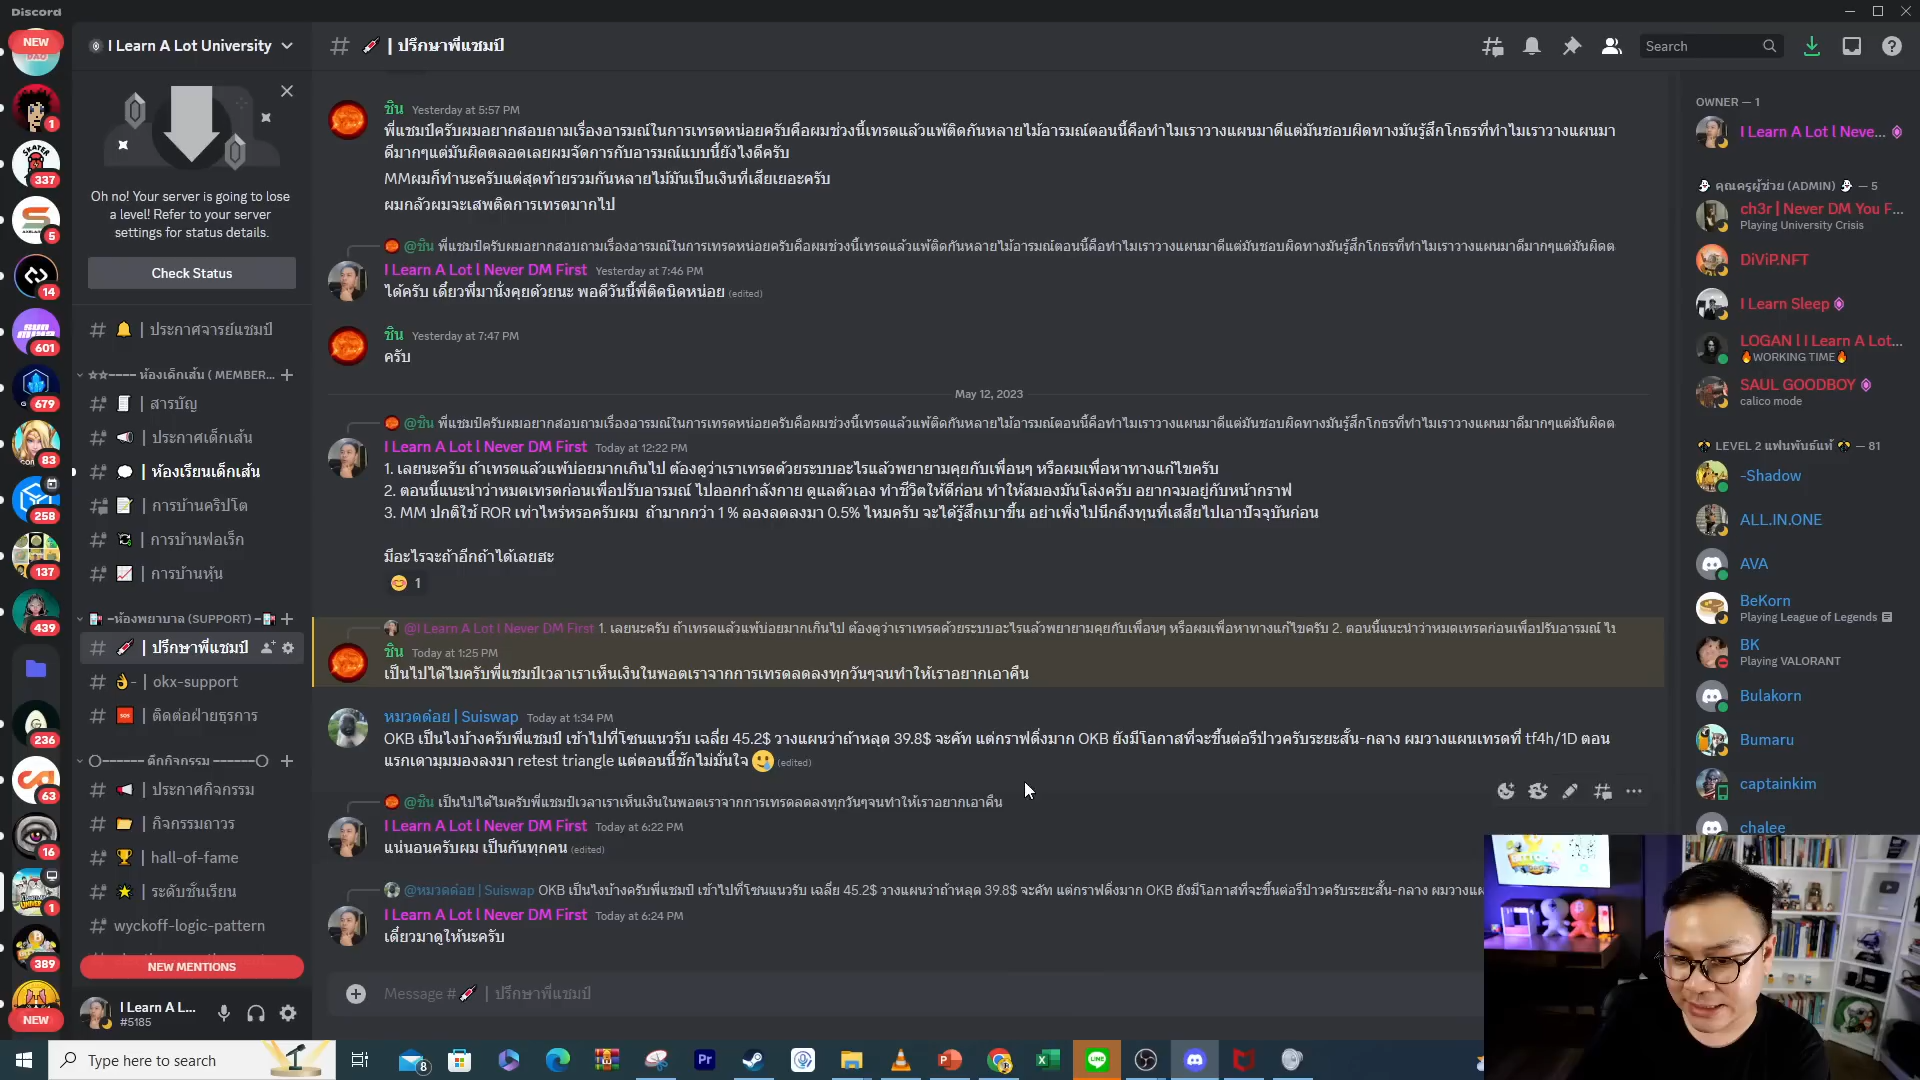 Discord
NEW
I Learn A Lot University
Oh no! Your server is going to lose
a level! Refer to your server
settings for status details.
Check Status
| ประกาศจารย์แชมป์
☆☆---- ห้องเด็กเส้น ( MEMBER...
| สารบัญ
| ประกาศเด็กเส้น
| ห้องเรียนเด็กเส้น
| การบ้านคริปโต
| การบ้านฟอเร็ก
| การบ้านหุ้น
-ห้องพยาบาล (SUPPORT) -
| ปรึกษาพี่แชมป์
- | okx-support
| ติดต่อฝ่ายธุรการ
O------ ตึกกิจกรรม ------O
| ประกาศกิจกรรม
| กิจกรรมถาวร
| hall-of-fame
| ระดับชั้นเรียน
wyckoff-logic-pattern
NEW MENTIONS
I Learn A L...
#5185
1
337
5
14
601
679
83
258
137
439
236
63
16
1
389
NEW
# | ปรึกษาพี่แชมป์
Search
ชิน Yesterday at 5:57 PM
พี่แชมป์ครับผมอยากสอบถามเรื่องอารมณ์ในการเทรดหน่อยครับคือผมช่วงนี้เทรดแล้วแพ้ติดกันหลายไม้อารมณ์ตอนนี้คือทำไมเราวางแผนมาดีแต่มันชอบผิดทางมันรู้สึกโกธรที่ทำไมเราวางแผนมา
ดีมากๆแต่มันผิดตลอดเลยผมจัดการกับอารมณ์แบบนี้ยังไงดีครับ
MMผมก็ทำนะครับแต่สุดท้ายรวมกันหลายไม้มันเป็นเงินที่เสียเยอะครับ
ผมกลัวผมจะเสพติดการเทรดมากไป
@ชิน พี่แชมป์ครับผมอยากสอบถามเรื่องอารมณ์ในการเทรดหน่อยครับคือผมช่วงนี้เทรดแล้วแพ้ติดกันหลายไม้อารมณ์ตอนนี้คือทำไมเราวางแผนมาดีแต่มันชอบผิดทางมันรู้สึกโกธรที่ทำไมเราวางแผนมาดีมากๆแต่มันผิดต
I Learn A Lot l Never DM First Yesterday at 7:46 PM
ได้ครับ เดี๋ยวพี่มานั่งคุยด้วยนะ พอดีวันนี้พี่ติดนิดหน่อย (edited)
ชิน Yesterday at 7:47 PM
ครับ
May 12, 2023
@ชิน พี่แชมป์ครับผมอยากสอบถามเรื่องอารมณ์ในการเทรดหน่อยครับคือผมช่วงนี้เทรดแล้วแพ้ติดกันหลายไม้อารมณ์ตอนนี้คือทำไมเราวางแผนมาดีแต่มันชอบผิดทางมันรู้สึกโกธรที่ทำไมเราวางแผนมาดีมากๆแต่มันผิดต
I Learn A Lot l Never DM First Today at 12:22 PM
1. เลยนะครับ ถ้าเทรดแล้วแพ้บ่อยมากเกินไป ต้องดูว่าเราเทรดด้วยระบบอะไรแล้วพยายามคุยกับเพื่อนๆ หรือผมเพื่อหาทางแก้ไขครับ
2. ตอนนี้แนะนำว่าหมดเทรดก่อนเพื่อปรับอารมณ์ ไปออกกำลังกาย ดูแลตัวเอง ทำชีวิตให้ดีก่อน ทำให้สมองมันโล่งครับ อยากจมอยู่กับหน้ากราฟ
3. MM ปกติใช้ ROR เท่าไหร่หรอครับผม ถ้ามากกว่า 1 % ลองลดลงมา 0.5% ไหมครับ จะได้รู้สึกเบาขึ้น อย่าเพิ่งไปนึกถึงทุนที่เสสียไปเอาปัจจุบันก่อน
มีอะไรจะถ้าอีกถ้าได้เลยฮะ
1
@I Learn A Lot l Never DM First 1. เลยนะครับ ถ้าเทรดแล้วแพ้บ่อยมากเกินไป ต้องดูว่าเราเทรดด้วยระบบอะไรแล้วพยายามคุยกับเพื่อนๆ หรือผมเพื่อหาทางแก้ไขครับ 2. ตอนนี้แนะนำว่าหมดเทรดก่อนเพื่อปรับอารมณ์ ไป
ชิน Today at 1:25 PM
เป็นไปได้ไมครับพี่แชมป์เวลาเราเห็นเงินในพอตเราจากการเทรดลดลงทุกวันๆจนทำให้เราอยากเอาคืน
หมวดต๋อย | Suiswap Today at 1:34 PM
OKB เป็นไงบ้างครับพี่แชมป์ เข้าไปที่โซนแนวรับ เฉลี่ย 45.2$ วางแผนว่าถ้าหลุด 39.8$ จะคัท แต่กราฟดิ่งมาก OKB ยังมีโอกาสที่จะขึ้นต่อรึป่าวครับระยะสั้น-กลาง ผมวางแผนเทรดที่ tf4h/1D ตอน
แรกเดามุมมองลงมา retest triangle แต่ตอนนี้ชักไม่มั่นใจ (edited)
@ชิน เป็นไปได้ไมครับพี่แชมป์เวลาเราเห็นเงินในพอตเราจากการเทรดลดลงทุกวันๆจนทำให้เราอยากเอาคืน
I Learn A Lot l Never DM First Today at 6:22 PM
แน่นอนครับผม เป็นกันทุกคน (edited)
@หมวดต๋อย | Suiswap OKB เป็นไงบ้างครับพี่แชมป์ เข้าไปที่โซนแนวรับ เฉลี่ย 45.2$ วางแผนว่าถ้าหลุด 39.8$ จะคัท แต่กราฟดิ่งมาก OKB ยังมีโอกาสที่จะขึ้นต่อรึป่าวครับระยะสั้น-กลาง ผมวางแ
I Learn A Lot l Never DM First Today at 6:24 PM
เดี๋ยวมาดูให้นะครับ
Message # | ปรึกษาพี่แชมป์
OWNER — 1
I Learn A Lot l Neve...
คุณครูผู้ช่วย (ADMIN) — 5
ch3r | Never DM You F...
Playing University Crisis
DiViP.NFT
I Learn Sleep
LOGAN l I Learn A Lot...
WORKING TIME
SAUL GOODBOY
calico mode
LEVEL 2 แฟนพันธ์แท้ — 81
-Shadow
ALL.IN.ONE
AVA
BeKorn
Playing League of Legends
BK
Playing VALORANT
Bulakorn
Bumaru
captainkim
chalee
Type here to search
8
Pr
LINE